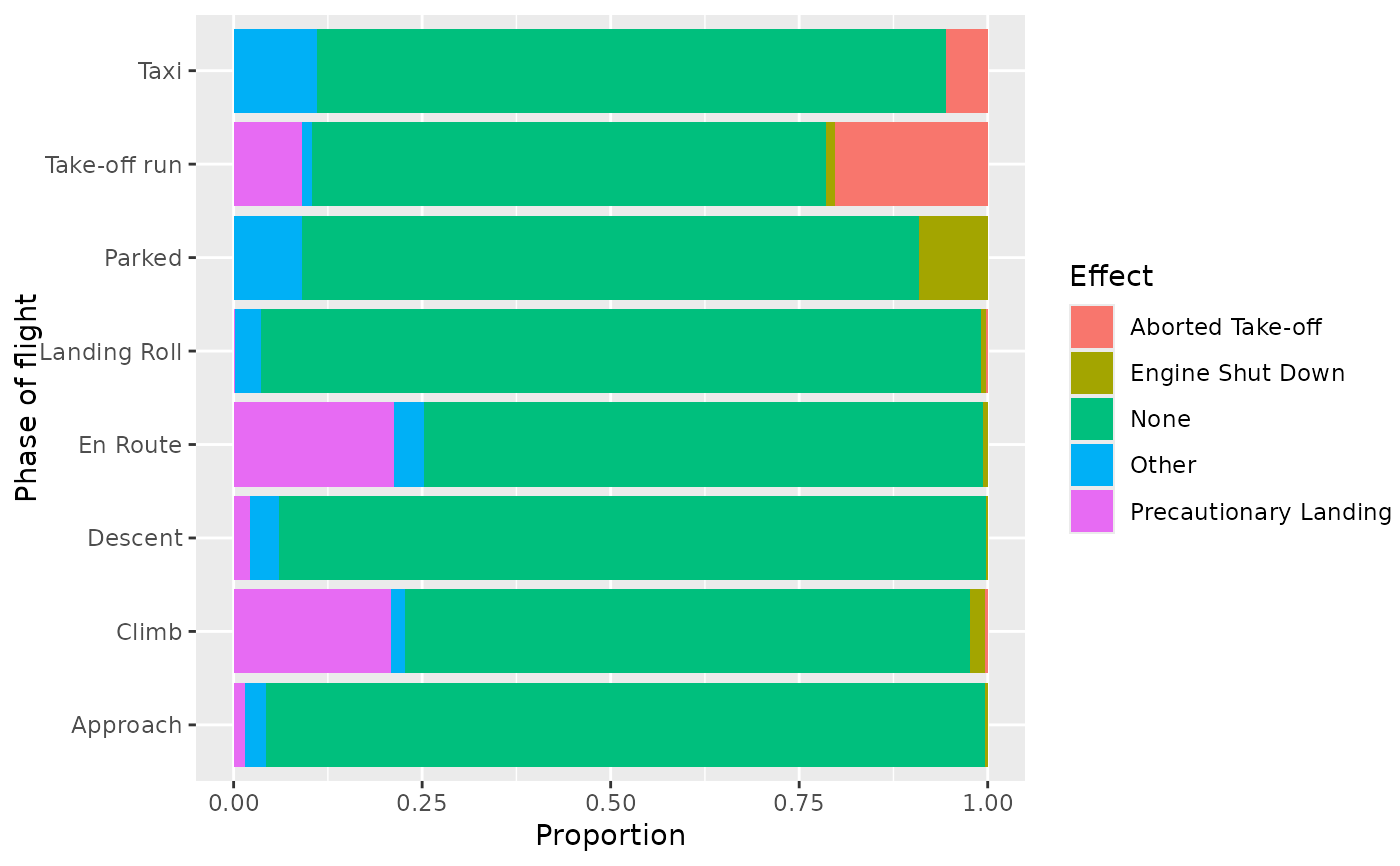 Taxi
Take-off run
Parked
Landing Roll
En Route
Descent
Climb
Approach
Phase of flight
0.00 0.25 0.50 0.75 1.00
Proportion
Effect
Aborted Take-off
Engine Shut Down
None
Other
Precautionary Landing